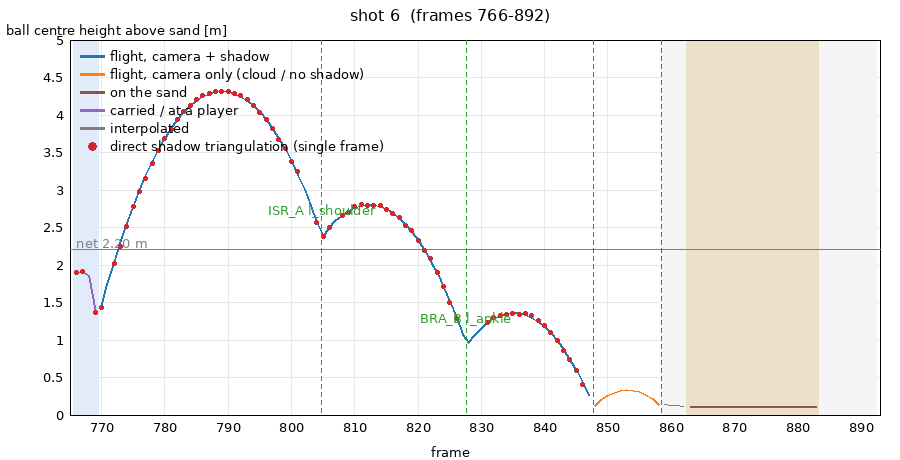 shot 6  (frames 766-892)
ball centre height above sand [m]
5
4.5
4
3.5
3
2.5
2
1.5
1
0.5
0
flight, camera + shadow
flight, camera only (cloud / no shadow)
on the sand
carried / at a player
interpolated
direct shadow triangulation (single frame)
ISR_A l_shoulder
net 2.20 m
BRA_B l_ankle
770 780 790 800 810 820 830 840 850 860 870 880 890
frame